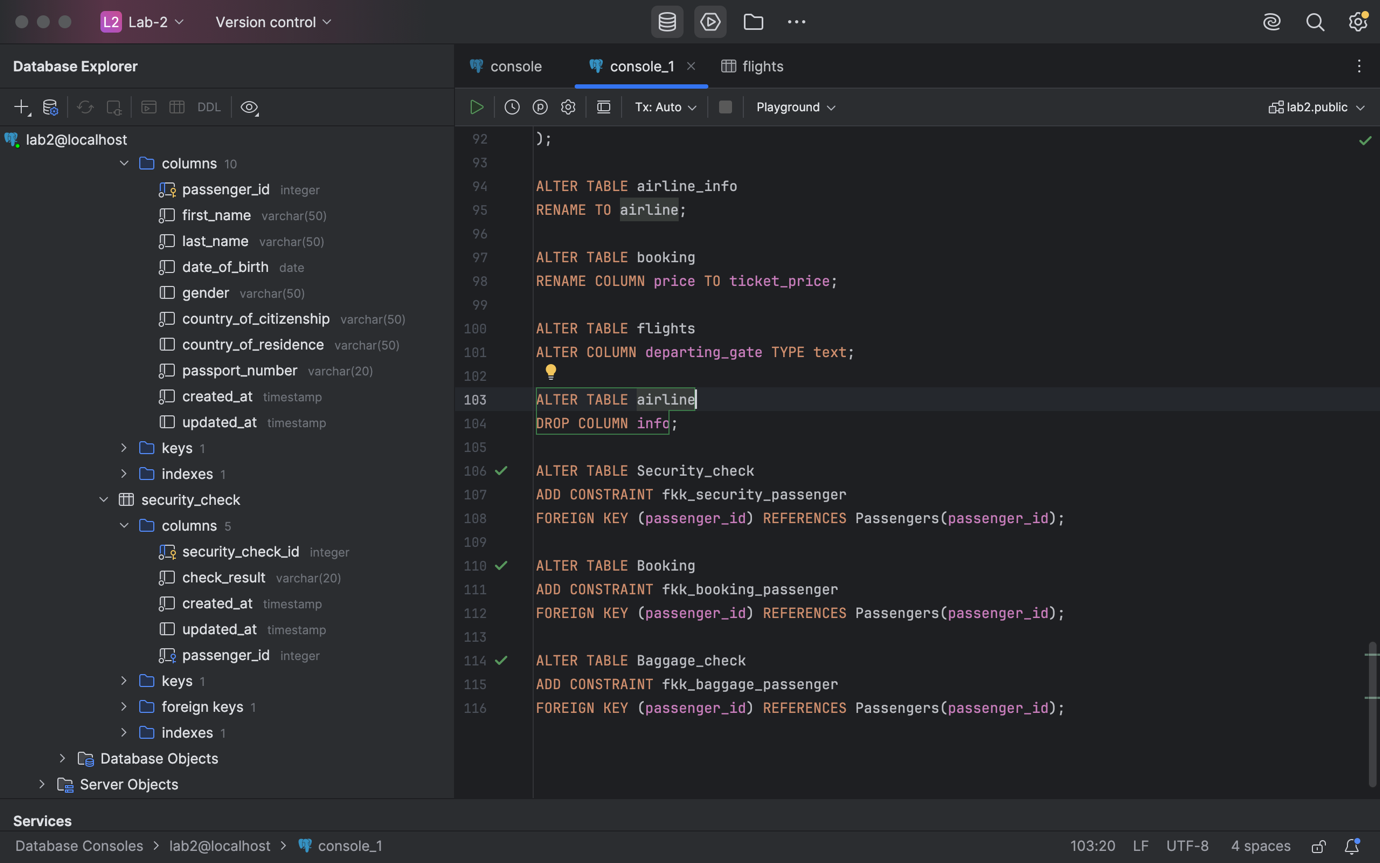 L2 Lab-2 Version control
Database Explorer
console
console_1
flights
DDL
Tx: Auto
Playground
lab2.public
lab2@localhost
columns 10
passenger_id integer
first_name varchar(50)
last_name varchar(50)
date_of_birth date
gender varchar(50)
country_of_citizenship varchar(50)
country_of_residence varchar(50)
passport_number varchar(20)
created_at timestamp
updated_at timestamp
keys 1
indexes 1
security_check
columns 5
security_check_id integer
check_result varchar(20)
created_at timestamp
updated_at timestamp
passenger_id integer
keys 1
foreign keys 1
indexes 1
Database Objects
Server Objects
92 );
93
94 ALTER TABLE airline_info
95 RENAME TO airline;
96
97 ALTER TABLE booking
98 RENAME COLUMN price TO ticket_price;
99
100 ALTER TABLE flights
101 ALTER COLUMN departing_gate TYPE text;
102
103 ALTER TABLE airline
104 DROP COLUMN info;
105
106 ALTER TABLE Security_check
107 ADD CONSTRAINT fkk_security_passenger
108 FOREIGN KEY (passenger_id) REFERENCES Passengers(passenger_id);
109
110 ALTER TABLE Booking
111 ADD CONSTRAINT fkk_booking_passenger
112 FOREIGN KEY (passenger_id) REFERENCES Passengers(passenger_id);
113
114 ALTER TABLE Baggage_check
115 ADD CONSTRAINT fkk_baggage_passenger
116 FOREIGN KEY (passenger_id) REFERENCES Passengers(passenger_id);
Services
Database Consoles > lab2@localhost > console_1
103:20 LF UTF-8 4 spaces